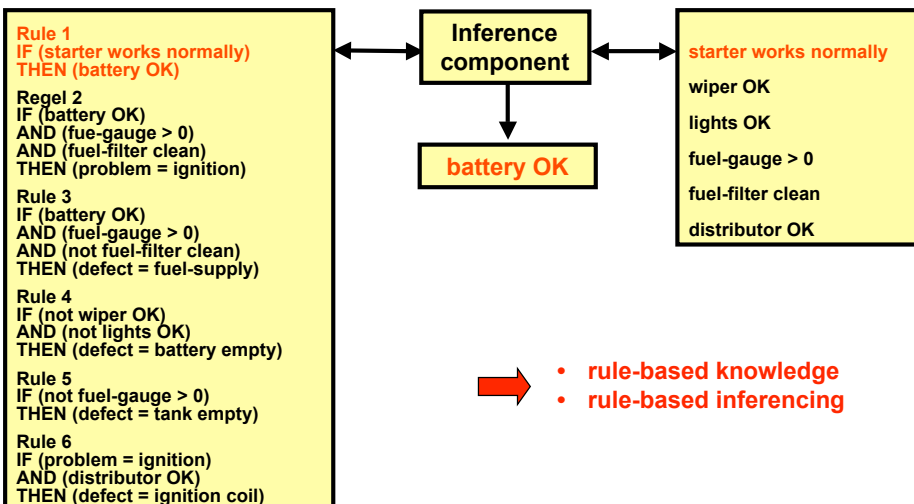 Rule 1
IF (starter works normally)
THEN (battery OK)
Regel 2
IF (battery OK)
AND (fue-gauge > 0)
AND (fuel-filter clean)
THEN (problem = ignition)
Rule 3
IF (battery OK)
AND (fuel-gauge > 0)
AND (not fuel-filter clean)
THEN (defect = fuel-supply)
Rule 4
IF (not wiper OK)
AND (not lights OK)
THEN (defect = battery empty)
Rule 5
IF (not fuel-gauge > 0)
THEN (defect = tank empty)
Rule 6
IF (problem = ignition)
AND (distributor OK)
THEN (defect = ignition coil)
Inference
component
battery OK
starter works normally
wiper OK
lights OK
fuel-gauge > 0
fuel-filter clean
distributor OK
• rule-based knowledge
• rule-based inferencing